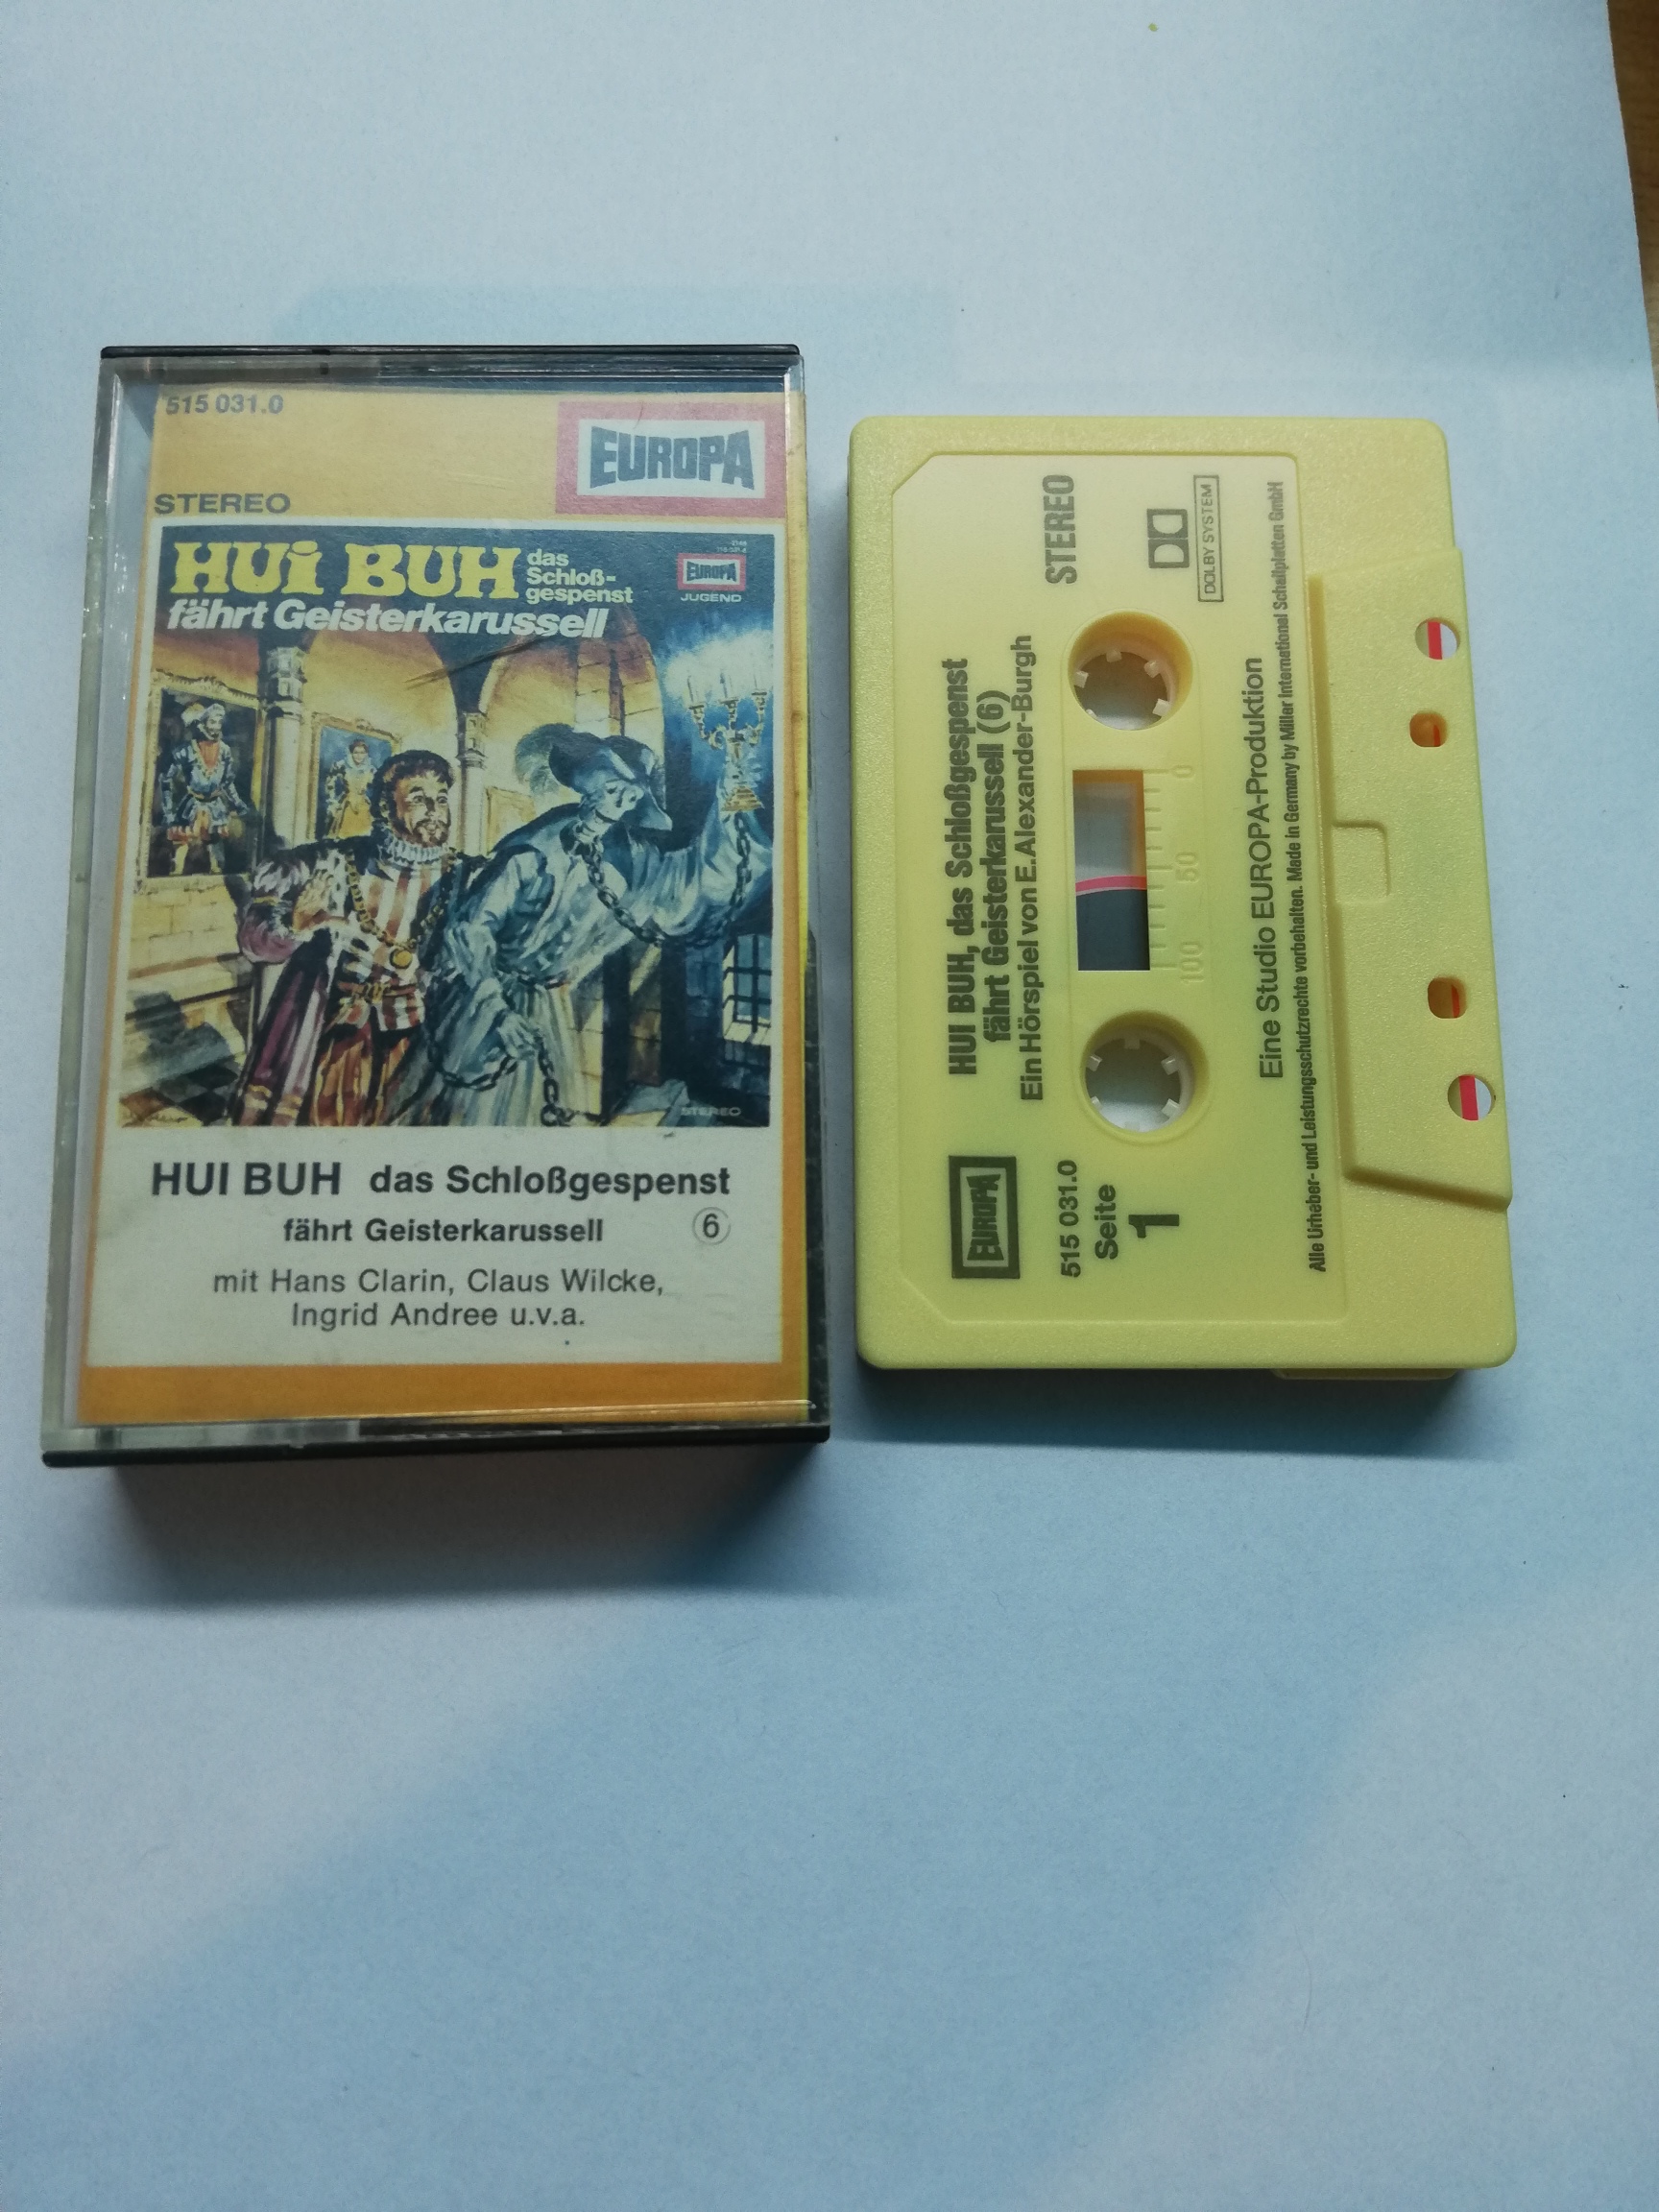 515 031.0
EUROPA
STEREO
HUi BUH das
Schloß-
gespenst
fährt Geisterkarussell
EUROPA
JUGEND
STEREO
HUI BUH das Schloßgespenst
fährt Geisterkarussell 6
mit Hans Clarin, Claus Wilcke,
Ingrid Andree u.v.a.
HUI BUH, das Schloßgespenst
fährt Geisterkarussell (6)
Ein Hörspiel von E. Alexander-Burgh
STEREO
DOLBY SYSTEM
EUROPA
515 031.0
Seite
1
100 50 0
Eine Studio EUROPA-Produktion
Alle Urheber- und Leistungsschutzrechte vorbehalten. Made in Germany by Miller International Schallplatten GmbH